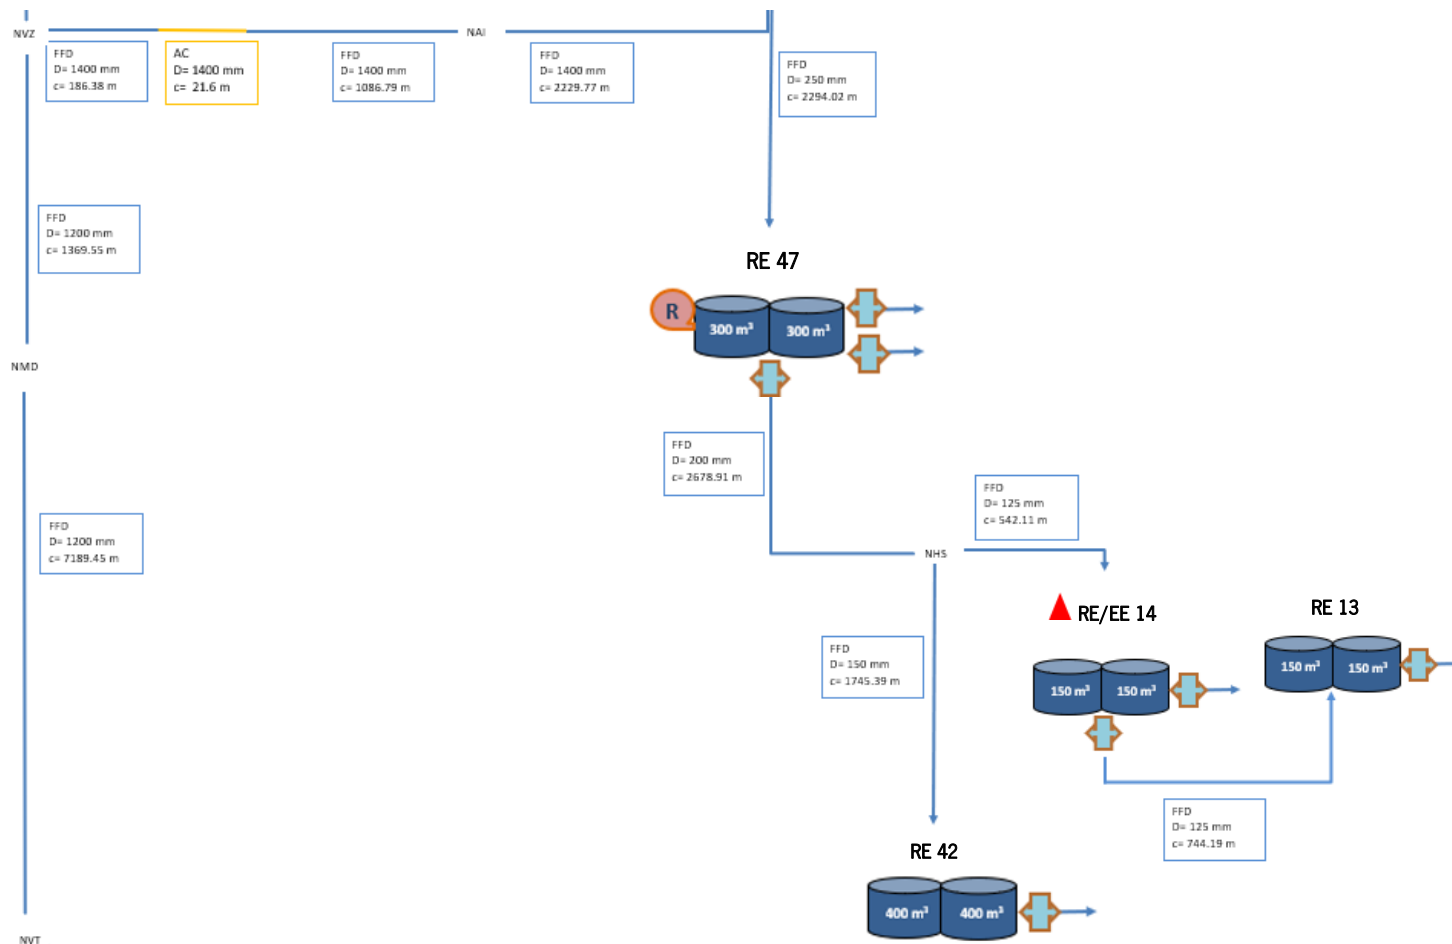 NVZ
NAI
FFD
D= 1400 mm
c= 186.38 m
AC
D= 1400 mm
c= 21.6 m
FFD
D= 1400 mm
c= 1086.79 m
FFD
D= 1400 mm
c= 2229.77 m
FFD
D= 250 mm
c= 2294.02 m
FFD
D= 1200 mm
c= 1369.55 m
RE 47
R
300 m³
300 m³
NMD
FFD
D= 200 mm
c= 2678.91 m
FFD
D= 125 mm
c= 542.11 m
FFD
D= 1200 mm
c= 7189.45 m
NHS
RE/EE 14
RE 13
FFD
D= 150 mm
c= 1745.39 m
150 m³
150 m³
150 m³
150 m³
FFD
D= 125 mm
c= 744.19 m
RE 42
400 m³
400 m³
NVT